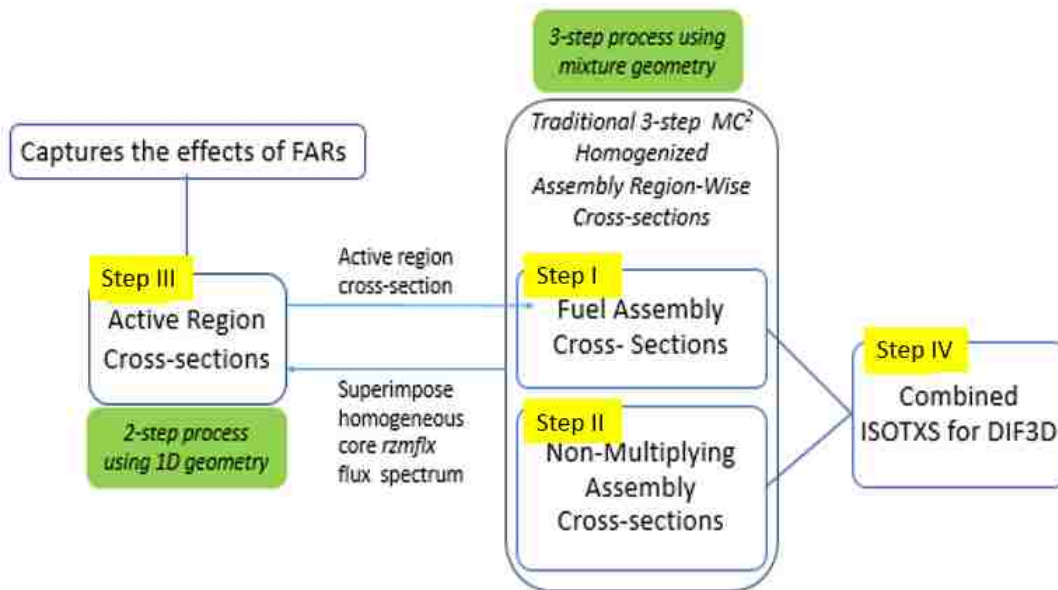 3-step process using
mixture geometry
Traditional 3-step MC²
Homogenized
Assembly Region-Wise
Cross-sections
Captures the effects of FARs
Step III
Active Region
Cross-sections
2-step process
using 1D geometry
Active region
cross-section
Superimpose
homogeneous
core rzmflx
flux spectrum
Step I
Fuel Assembly
Cross- Sections
Step II
Non-Multiplying
Assembly
Cross-sections
Step IV
Combined
ISOTXS for DIF3D